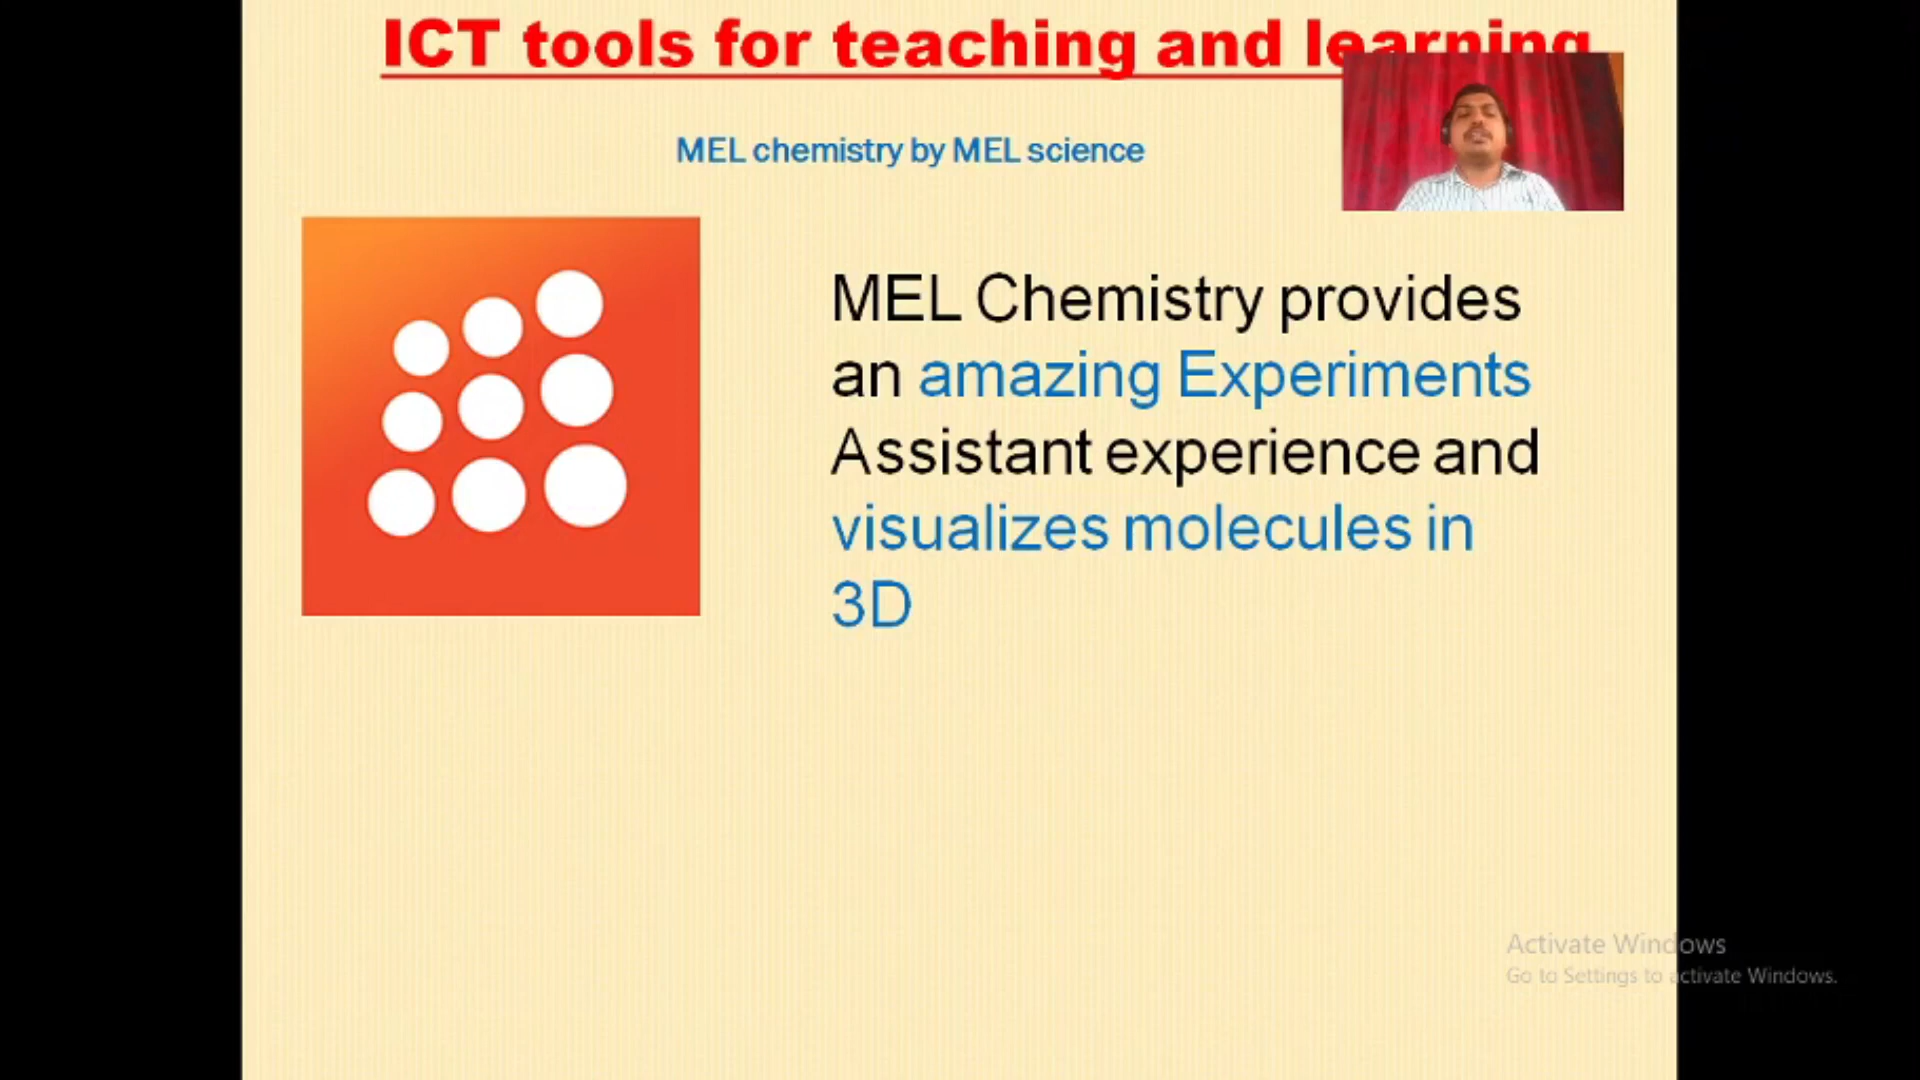 ICT tools for teaching and learning
MEL chemistry by MEL science
MEL Chemistry provides
an amazing Experiments
Assistant experience and
visualizes molecules in
3D
Activate Windows
Go to Settings to activate Windows.